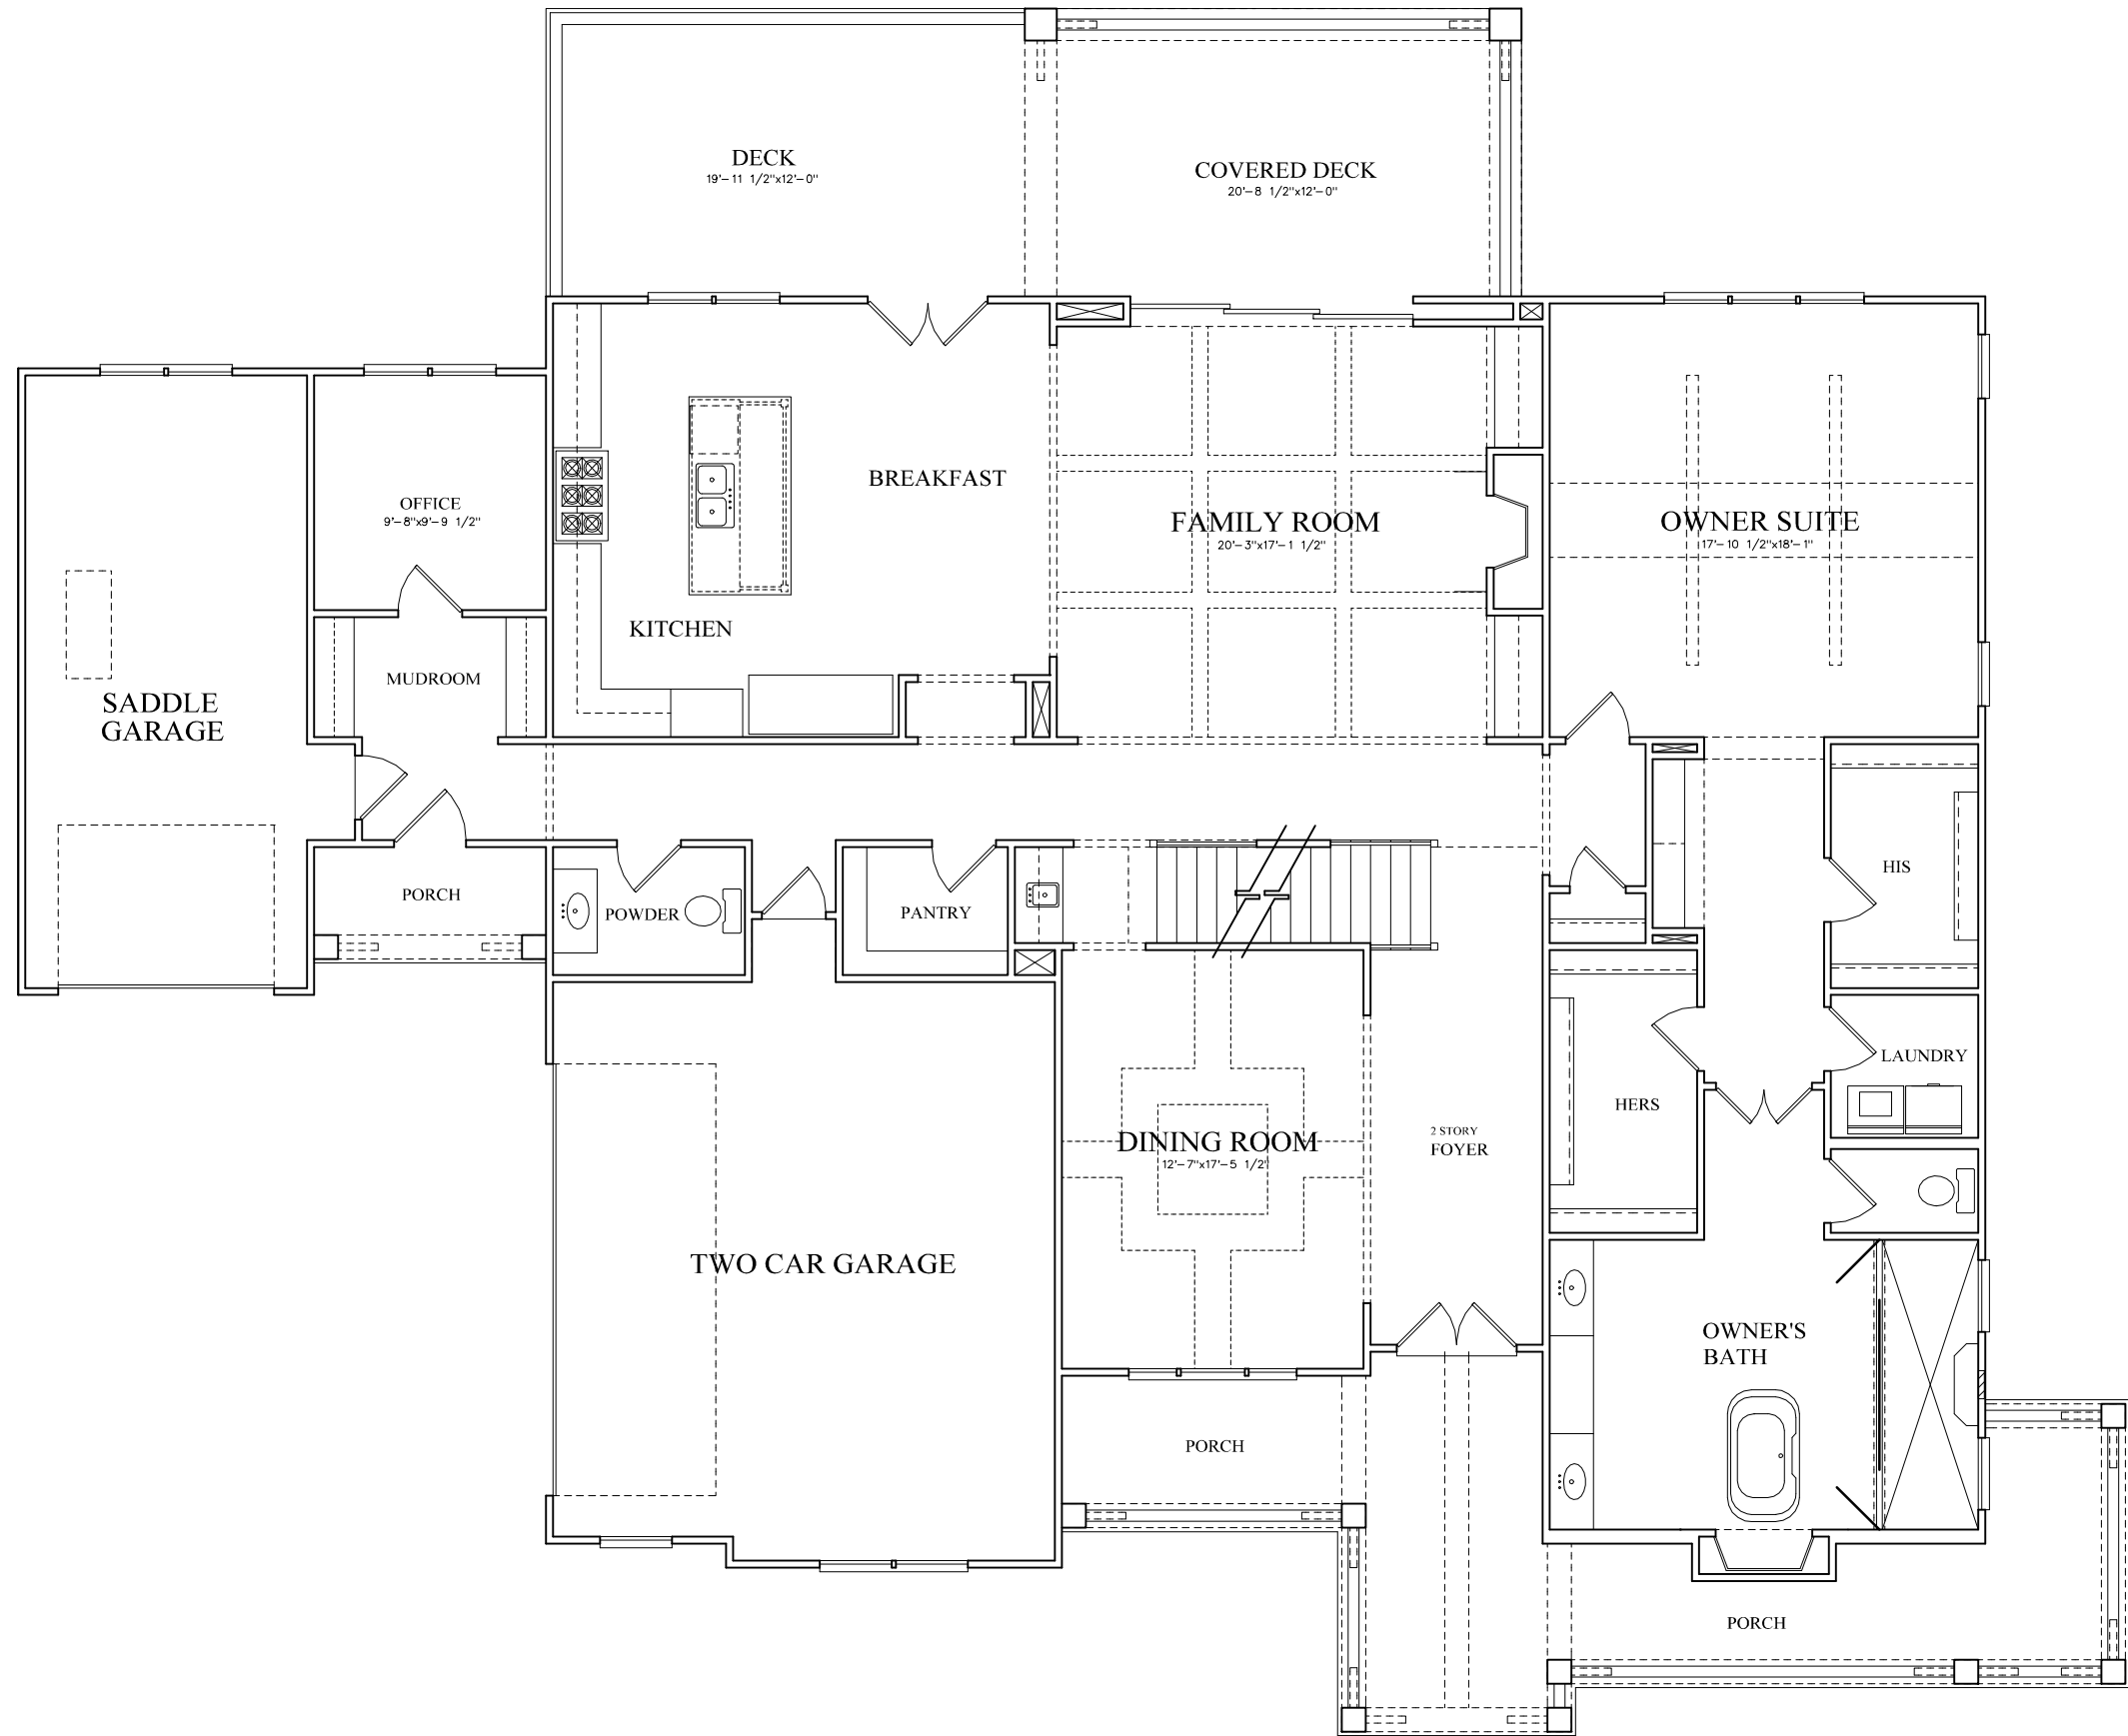 DECK
19'-11 1/2"x12'-0"
COVERED DECK
20'-8 1/2"x12'-0"
BREAKFAST
OFFICE
9'-8"x9'-9 1/2"
FAMILY ROOM
20'-3"x17'-1 1/2"
OWNER SUITE
17'-10 1/2"x18'-1"
KITCHEN
MUDROOM
SADDLE
GARAGE
HIS
PORCH
POWDER
PANTRY
LAUNDRY
HERS
DINING ROOM
12'-7"x17'-5 1/2"
2 STORY
FOYER
TWO CAR GARAGE
OWNER'S
BATH
PORCH
PORCH